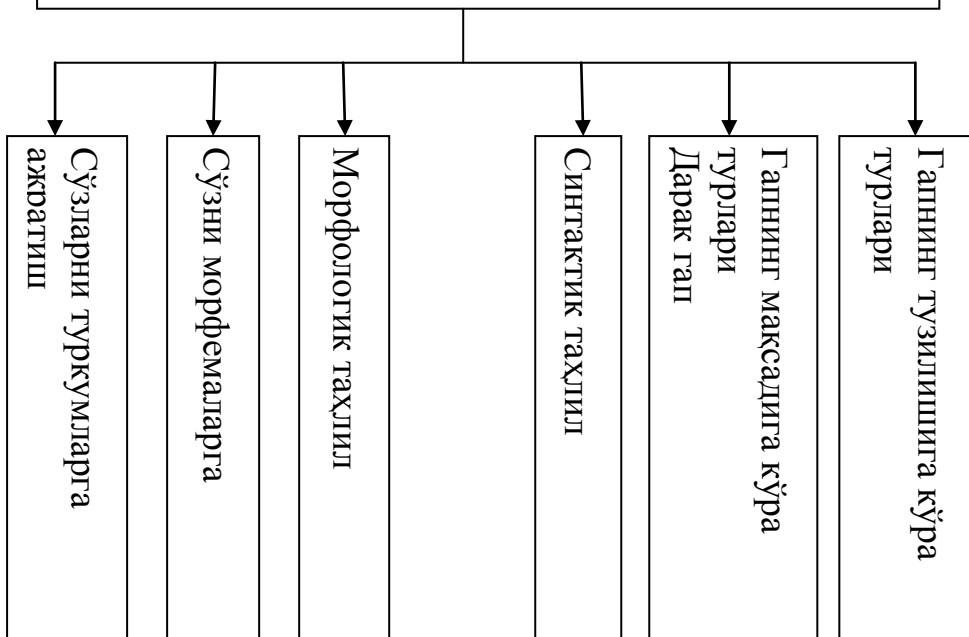 Сўзларни туркумларга
ажратиш
Сўзни морфемаларга
Морфологик таҳлил
Синтактик таҳлил
Гапнинг мақсадига кўра
турлари
Дарак гап
Гапнинг тузилишига кўра
турлари